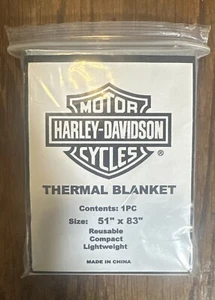 MOTOR
HARLEY-DAVIDSON
CYCLES ®
THERMAL BLANKET
Contents: 1PC
Size: 51" x 83"
Reusable
Compact
Lightweight
MADE IN CHINA